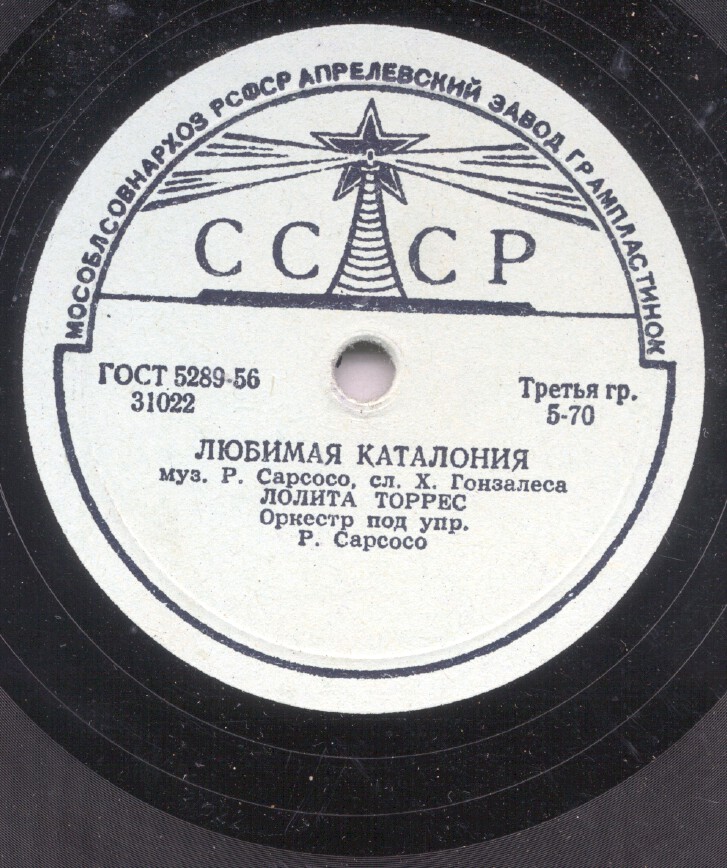 МОСОБЛСОВНАРХОЗ РСФСР АПРЕЛЕВСКИЙ ЗАВОД ГРАМПЛАСТИНОК
СССР
ГОСТ 5289-56
31022
Третья гр.
5-70
ЛЮБИМАЯ КАТАЛОНИЯ
муз. Р. Сарсосо, сл. Х. Гонзалеса
ЛОЛИТА ТОРРЕС
Оркестр под упр.
Р. Сарсосо